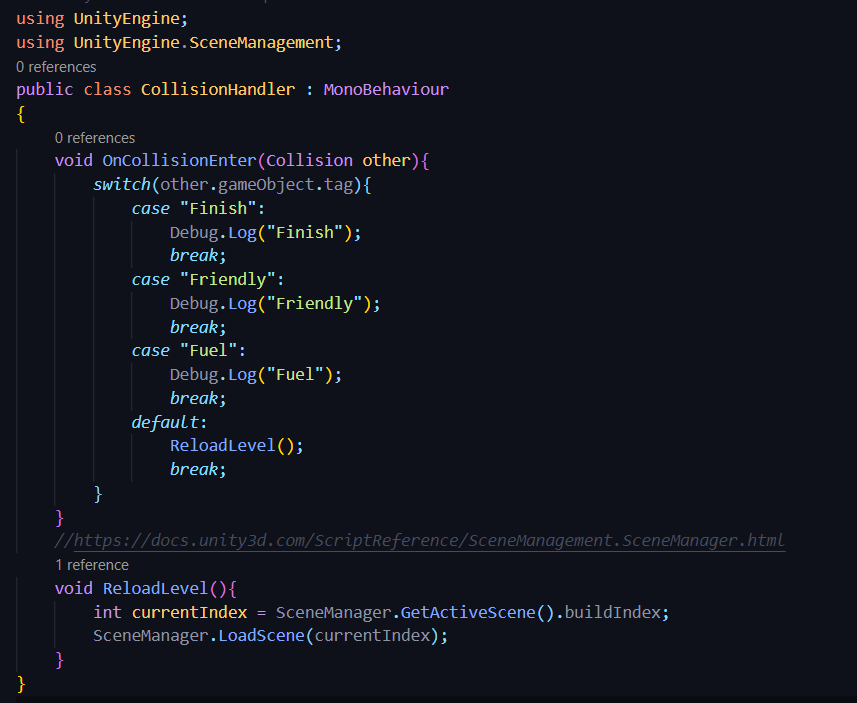 using UnityEngine;
using UnityEngine.SceneManagement;
0 references
public class CollisionHandler : MonoBehaviour
{
    0 references
    void OnCollisionEnter(Collision other){
        switch(other.gameObject.tag){
            case "Finish":
                Debug.Log("Finish");
                break;
            case "Friendly":
                Debug.Log("Friendly");
                break;
            case "Fuel":
                Debug.Log("Fuel");
                break;
            default:
                ReloadLevel();
                break;
        }
    }
    //https://docs.unity3d.com/ScriptReference/SceneManagement.SceneManager.html
    1 reference
    void ReloadLevel(){
        int currentIndex = SceneManager.GetActiveScene().buildIndex;
        SceneManager.LoadScene(currentIndex);
    }
}